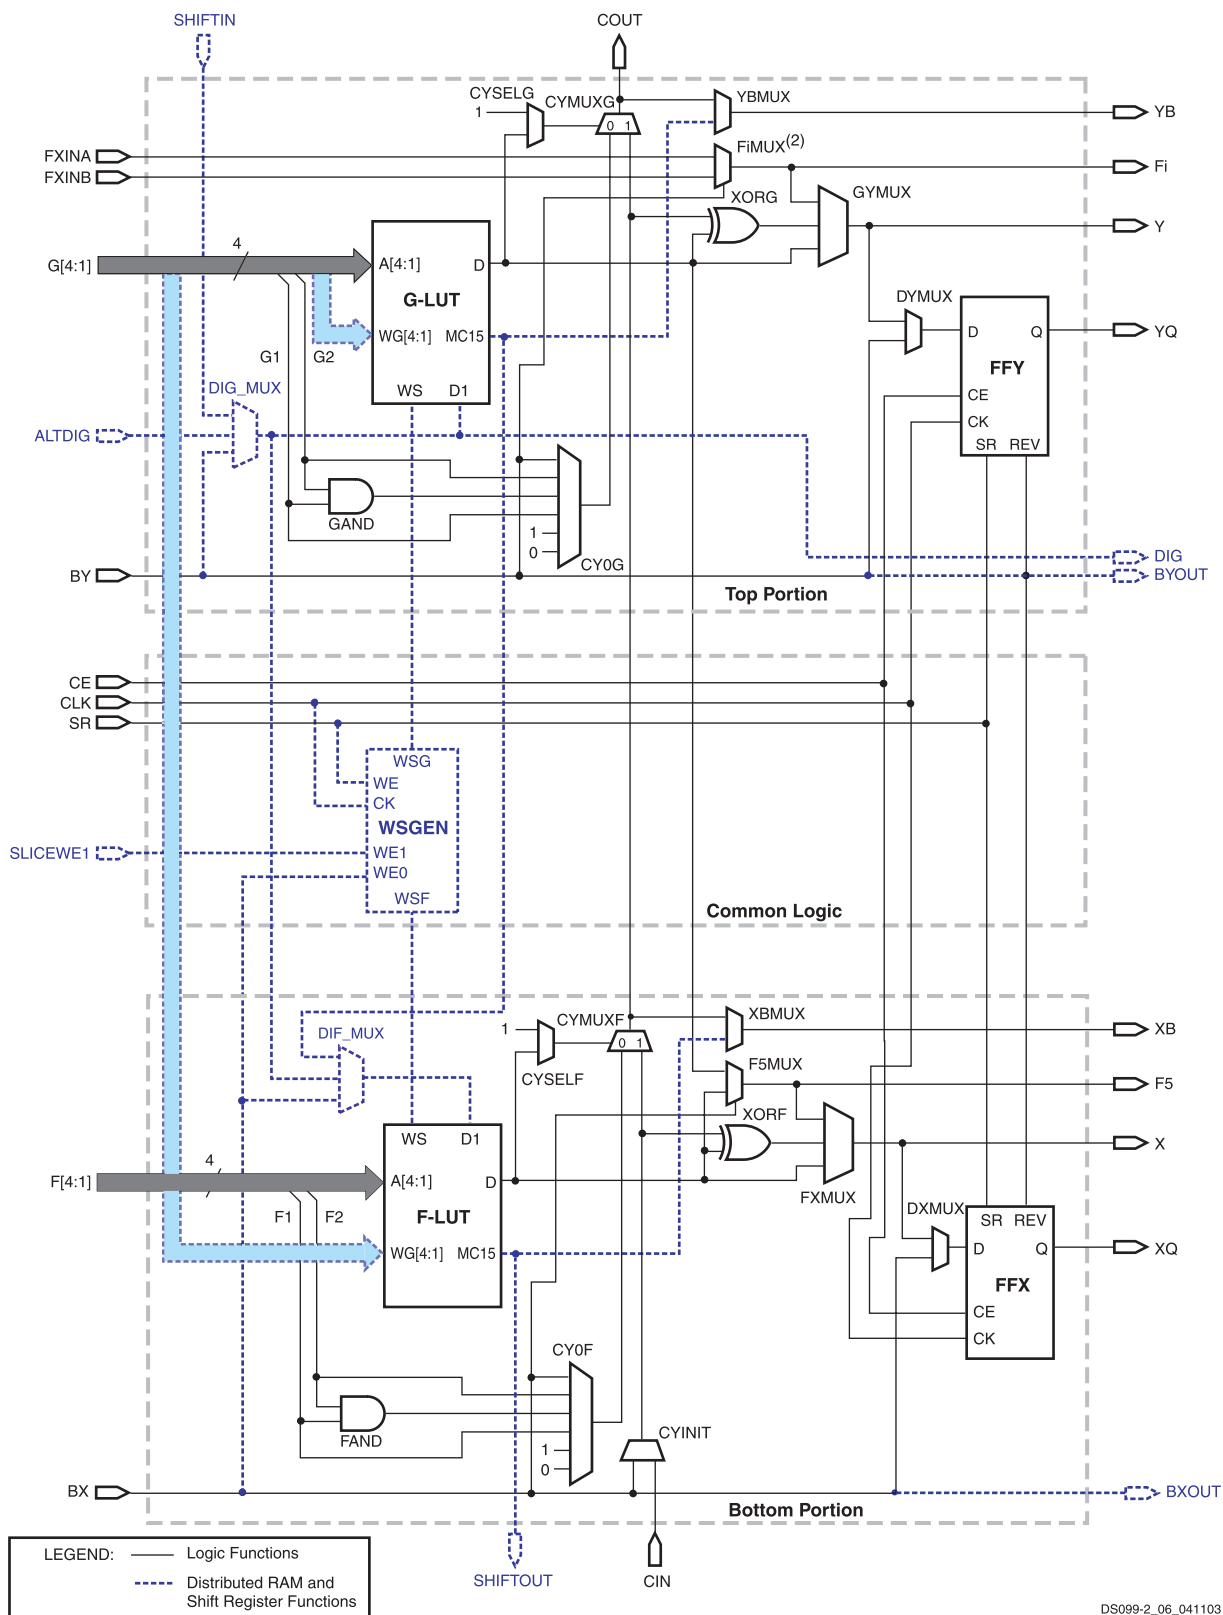 SHIFTIN
COUT
CYSELG
CYMUXG
YBMUX
1
0 1
YB
FXINA
FXINB
FiMUX(2)
Fi
XORG
GYMUX
Y
G[4:1]
4
A[4:1]
D
G-LUT
WG[4:1]
MC15
G1
G2
WS
D1
DYMUX
D
Q
YQ
FFY
CE
CK
SR
REV
DIG_MUX
ALTDIG
GAND
1
0
CY0G
DIG
BY
BYOUT
Top Portion
CE
CLK
SR
WSG
WE
CK
WSGEN
SLICEWE1
WE1
WE0
WSF
Common Logic
CYMUXF
XBMUX
1
0 1
XB
DIF_MUX
CYSELF
F5MUX
F5
XORF
WS
D1
X
F[4:1]
4
A[4:1]
D
FXMUX
F1
F2
F-LUT
WG[4:1]
MC15
DXMUX
SR
REV
D
Q
XQ
FFX
CE
CK
CY0F
FAND
1
0
CYINIT
BX
BXOUT
Bottom Portion
SHIFTOUT
CIN
LEGEND:
Logic Functions
Distributed RAM and
Shift Register Functions
DS099-2_06_041103